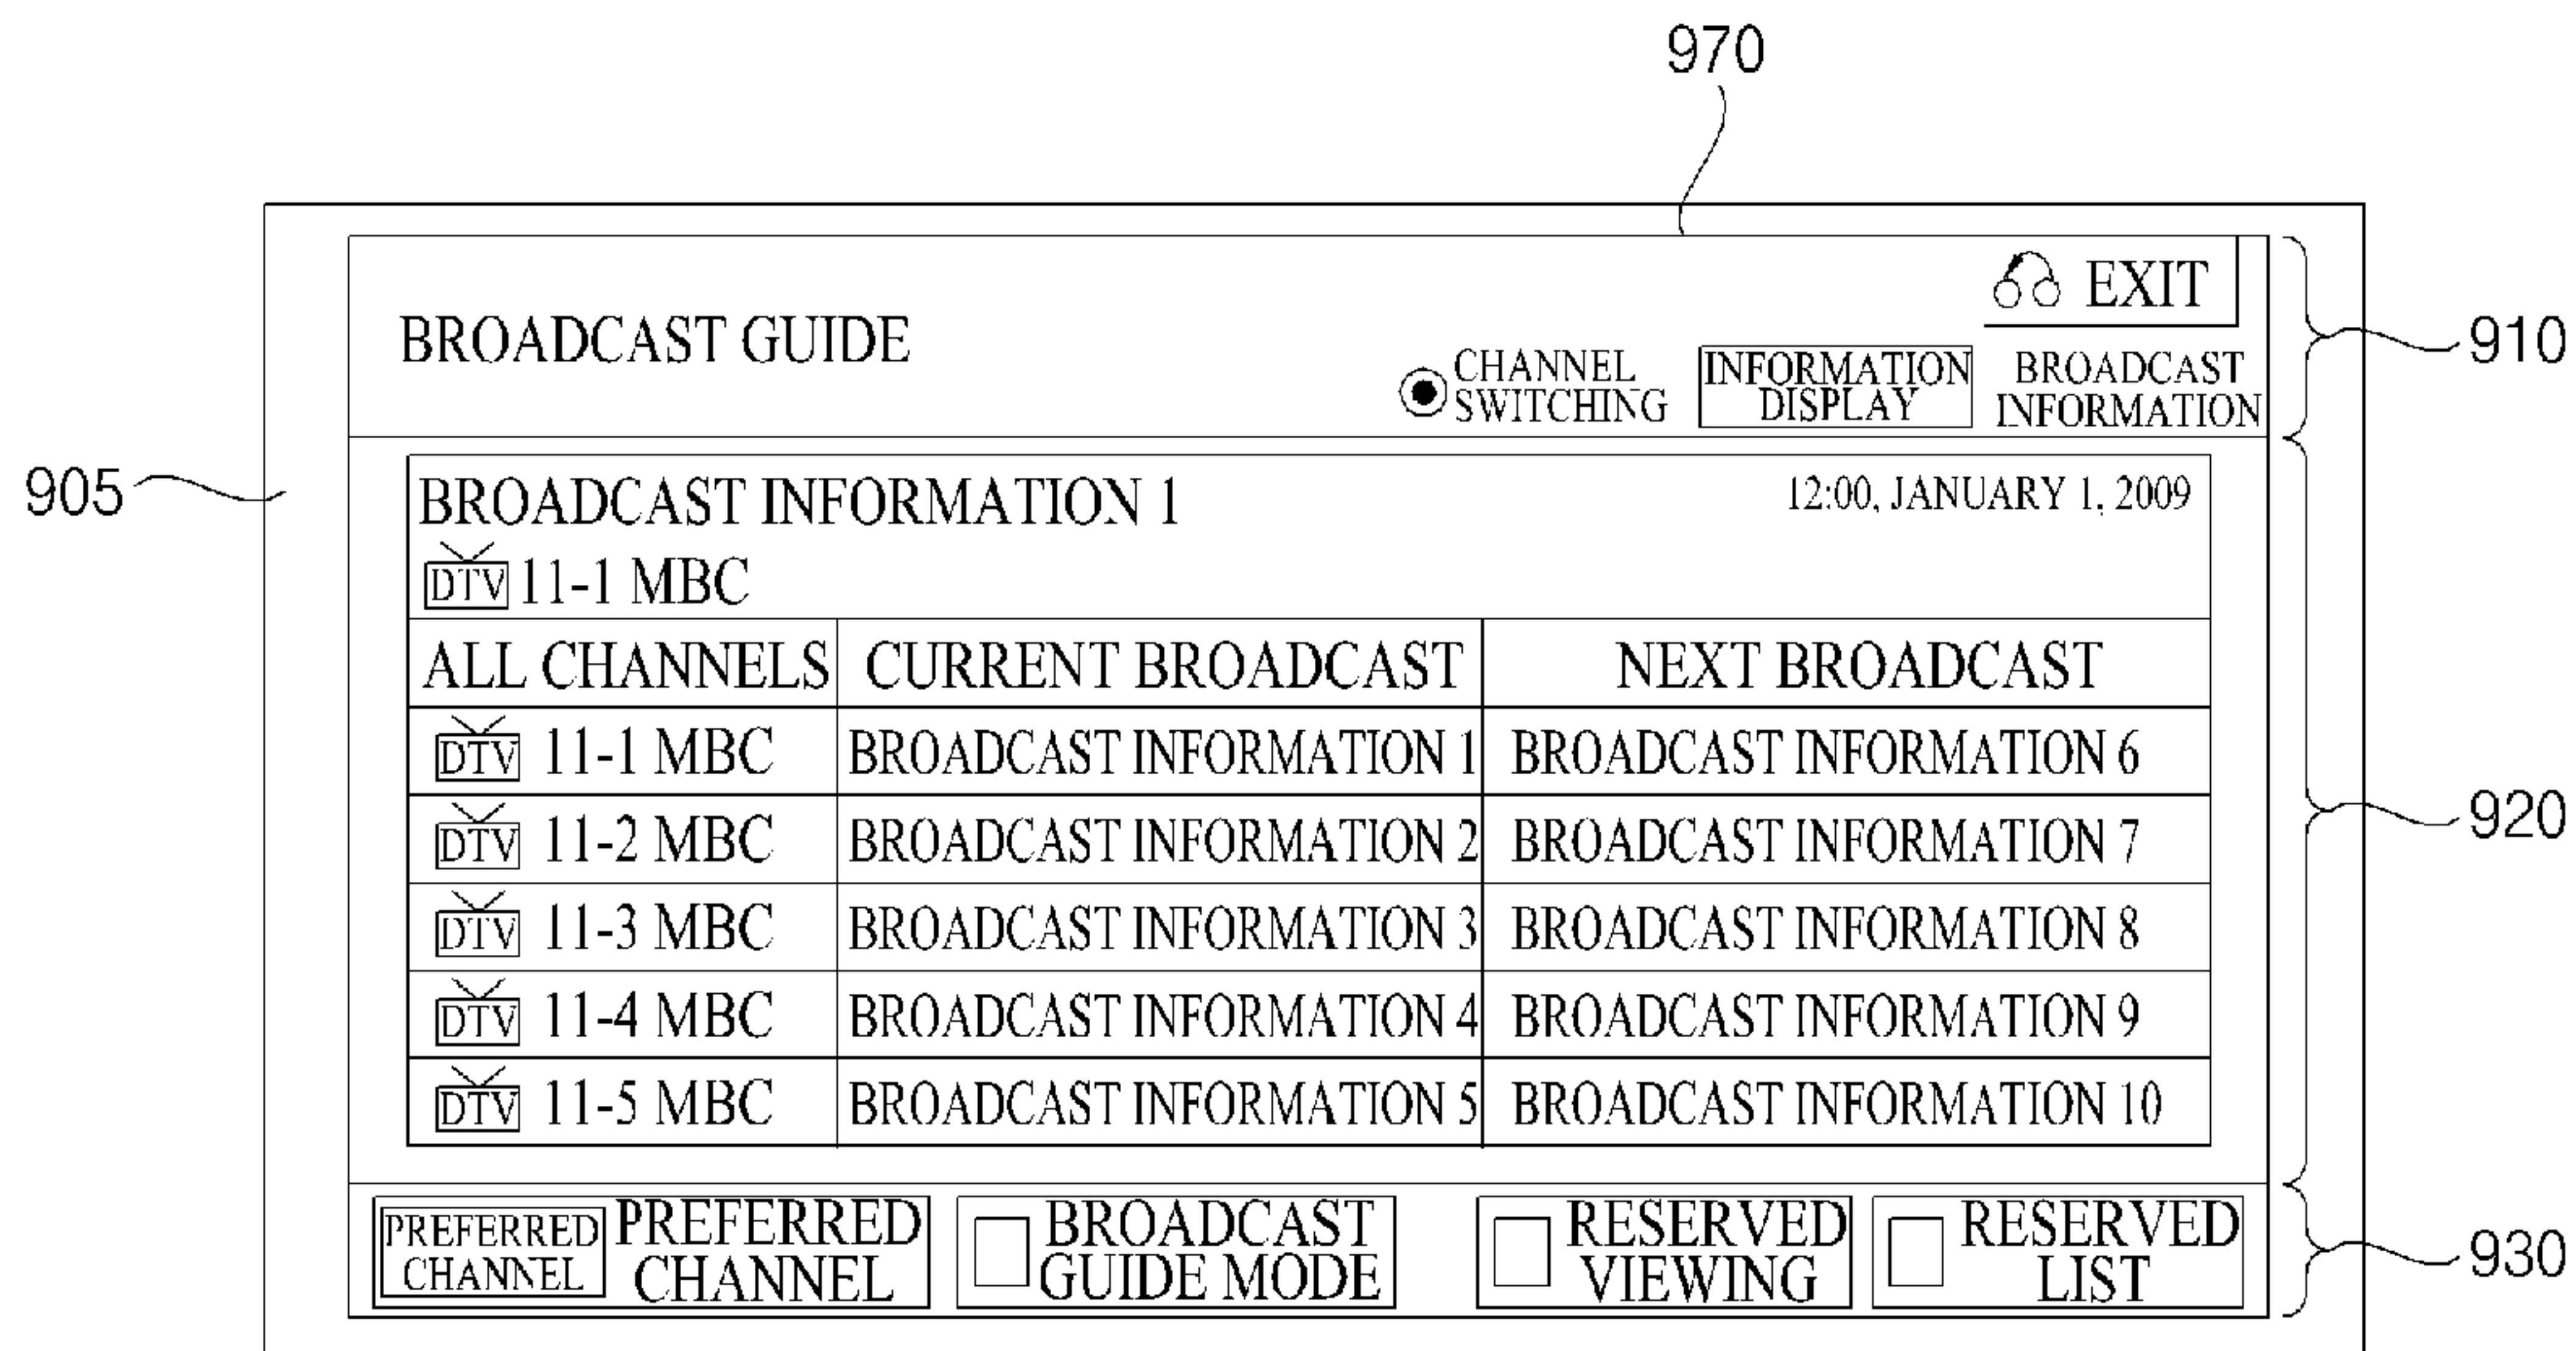 970
EXIT
BROADCAST GUIDE
CHANNEL
SWITCHING
INFORMATION
DISPLAY
BROADCAST
INFORMATION
910
905
BROADCAST INFORMATION 1
12:00, JANUARY 1, 2009
DTV 11-1 MBC
ALL CHANNELS CURRENT BROADCAST NEXT BROADCAST
DTV 11-1 MBC BROADCAST INFORMATION 1 BROADCAST INFORMATION 6
DTV 11-2 MBC BROADCAST INFORMATION 2 BROADCAST INFORMATION 7
920
DTV 11-3 MBC BROADCAST INFORMATION 3 BROADCAST INFORMATION 8
DTV 11-4 MBC BROADCAST INFORMATION 4 BROADCAST INFORMATION 9
DTV 11-5 MBC BROADCAST INFORMATION 5 BROADCAST INFORMATION 10
PREFERRED
CHANNEL
PREFERRED
CHANNEL
BROADCAST
GUIDE MODE
RESERVED
VIEWING
RESERVED
LIST
930